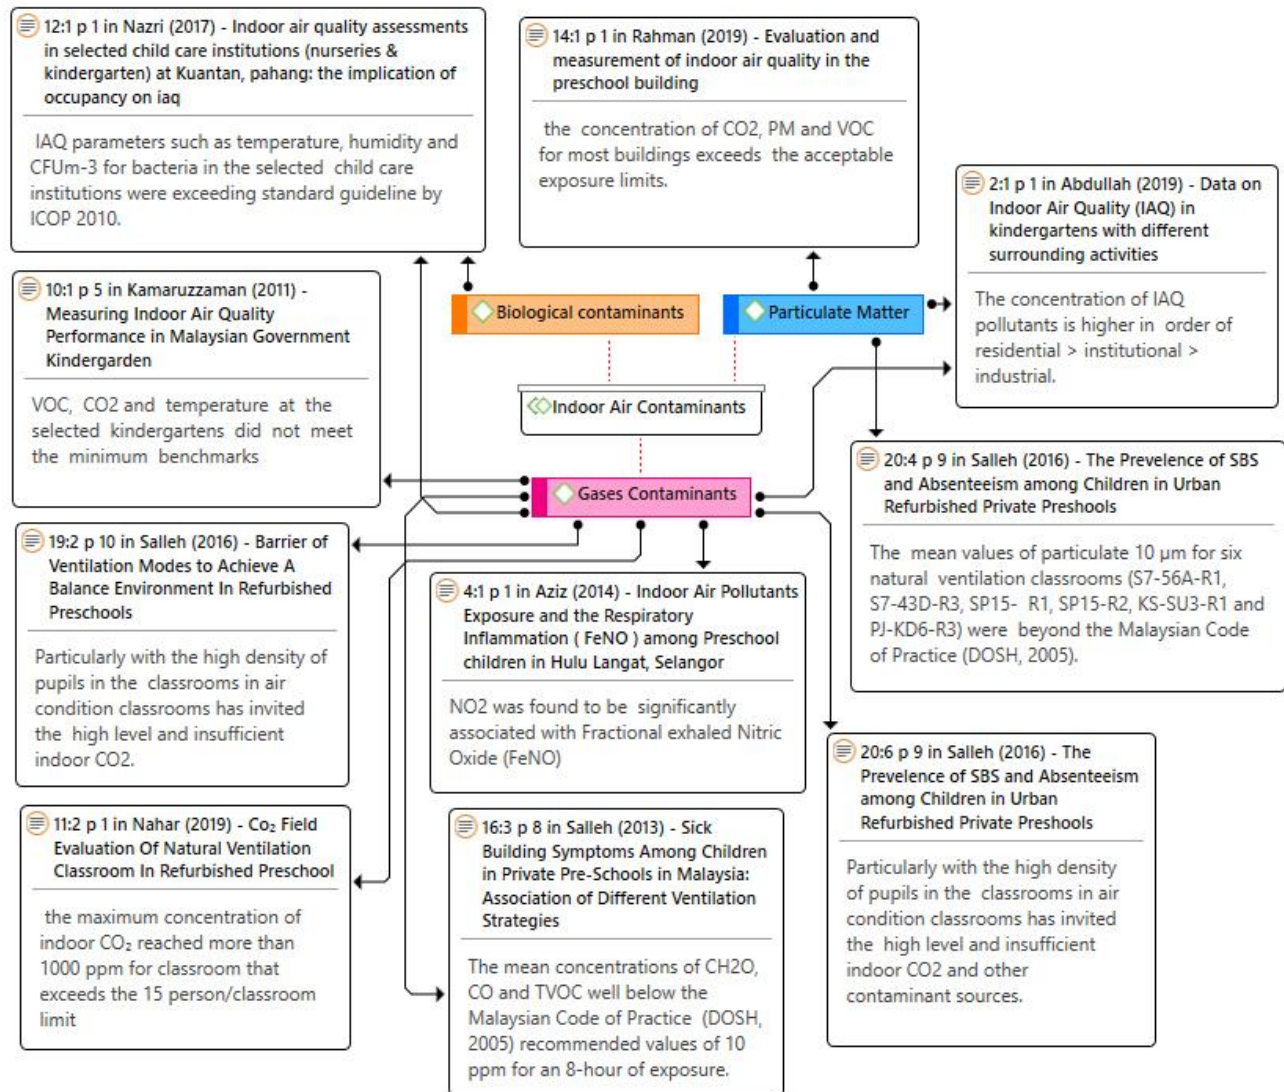 12:1 p 1 in Nazri (2017) - Indoor air quality assessments
in selected child care institutions (nurseries &
kindergarten) at Kuantan, pahang: the implication of
occupancy on iaq
IAQ parameters such as temperature, humidity and
CFUm-3 for bacteria in the selected child care
institutions were exceeding standard guideline by
ICOP 2010.
14:1 p 1 in Rahman (2019) - Evaluation and
measurement of indoor air quality in the
preschool building
the concentration of CO2, PM and VOC
for most buildings exceeds the acceptable
exposure limits.
2:1 p 1 in Abdullah (2019) - Data on
Indoor Air Quality (IAQ) in
kindergartens with different
surrounding activities
The concentration of IAQ
pollutants is higher in order of
residential > institutional >
industrial.
10:1 p 5 in Kamaruzzaman (2011) -
Measuring Indoor Air Quality
Performance in Malaysian Government
Kindergarden
VOC, CO2 and temperature at the
selected kindergartens did not meet
the minimum benchmarks
Biological contaminants
Particulate Matter
Indoor Air Contaminants
Gases Contaminants
20:4 p 9 in Salleh (2016) - The Prevelence of SBS
and Absenteeism among Children in Urban
Refurbished Private Preshools
The mean values of particulate 10 µm for six
natural ventilation classrooms (S7-56A-R1,
S7-43D-R3, SP15- R1, SP15-R2, KS-SU3-R1 and
PJ-KD6-R3) were beyond the Malaysian Code
of Practice (DOSH, 2005).
19:2 p 10 in Salleh (2016) - Barrier of
Ventilation Modes to Achieve A
Balance Environment In Refurbished
Preschools
Particularly with the high density of
pupils in the classrooms in air
condition classrooms has invited
the high level and insufficient
indoor CO2.
4:1 p 1 in Aziz (2014) - Indoor Air Pollutants
Exposure and the Respiratory
Inflammation ( FeNO ) among Preschool
children in Hulu Langat, Selangor
NO2 was found to be significantly
associated with Fractional exhaled Nitric
Oxide (FeNO)
20:6 p 9 in Salleh (2016) - The
Prevelence of SBS and Absenteeism
among Children in Urban
Refurbished Private Preshools
Particularly with the high density
of pupils in the classrooms in air
condition classrooms has invited
the high level and insufficient
indoor CO2 and other
contaminant sources.
11:2 p 1 in Nahar (2019) - Co₂ Field
Evaluation Of Natural Ventilation
Classroom In Refurbished Preschool
the maximum concentration of
indoor CO₂ reached more than
1000 ppm for classroom that
exceeds the 15 person/classroom
limit
16:3 p 8 in Salleh (2013) - Sick
Building Symptoms Among Children
in Private Pre-Schools in Malaysia:
Association of Different Ventilation
Strategies
The mean concentrations of CH2O,
CO and TVOC well below the
Malaysian Code of Practice (DOSH,
2005) recommended values of 10
ppm for an 8-hour of exposure.